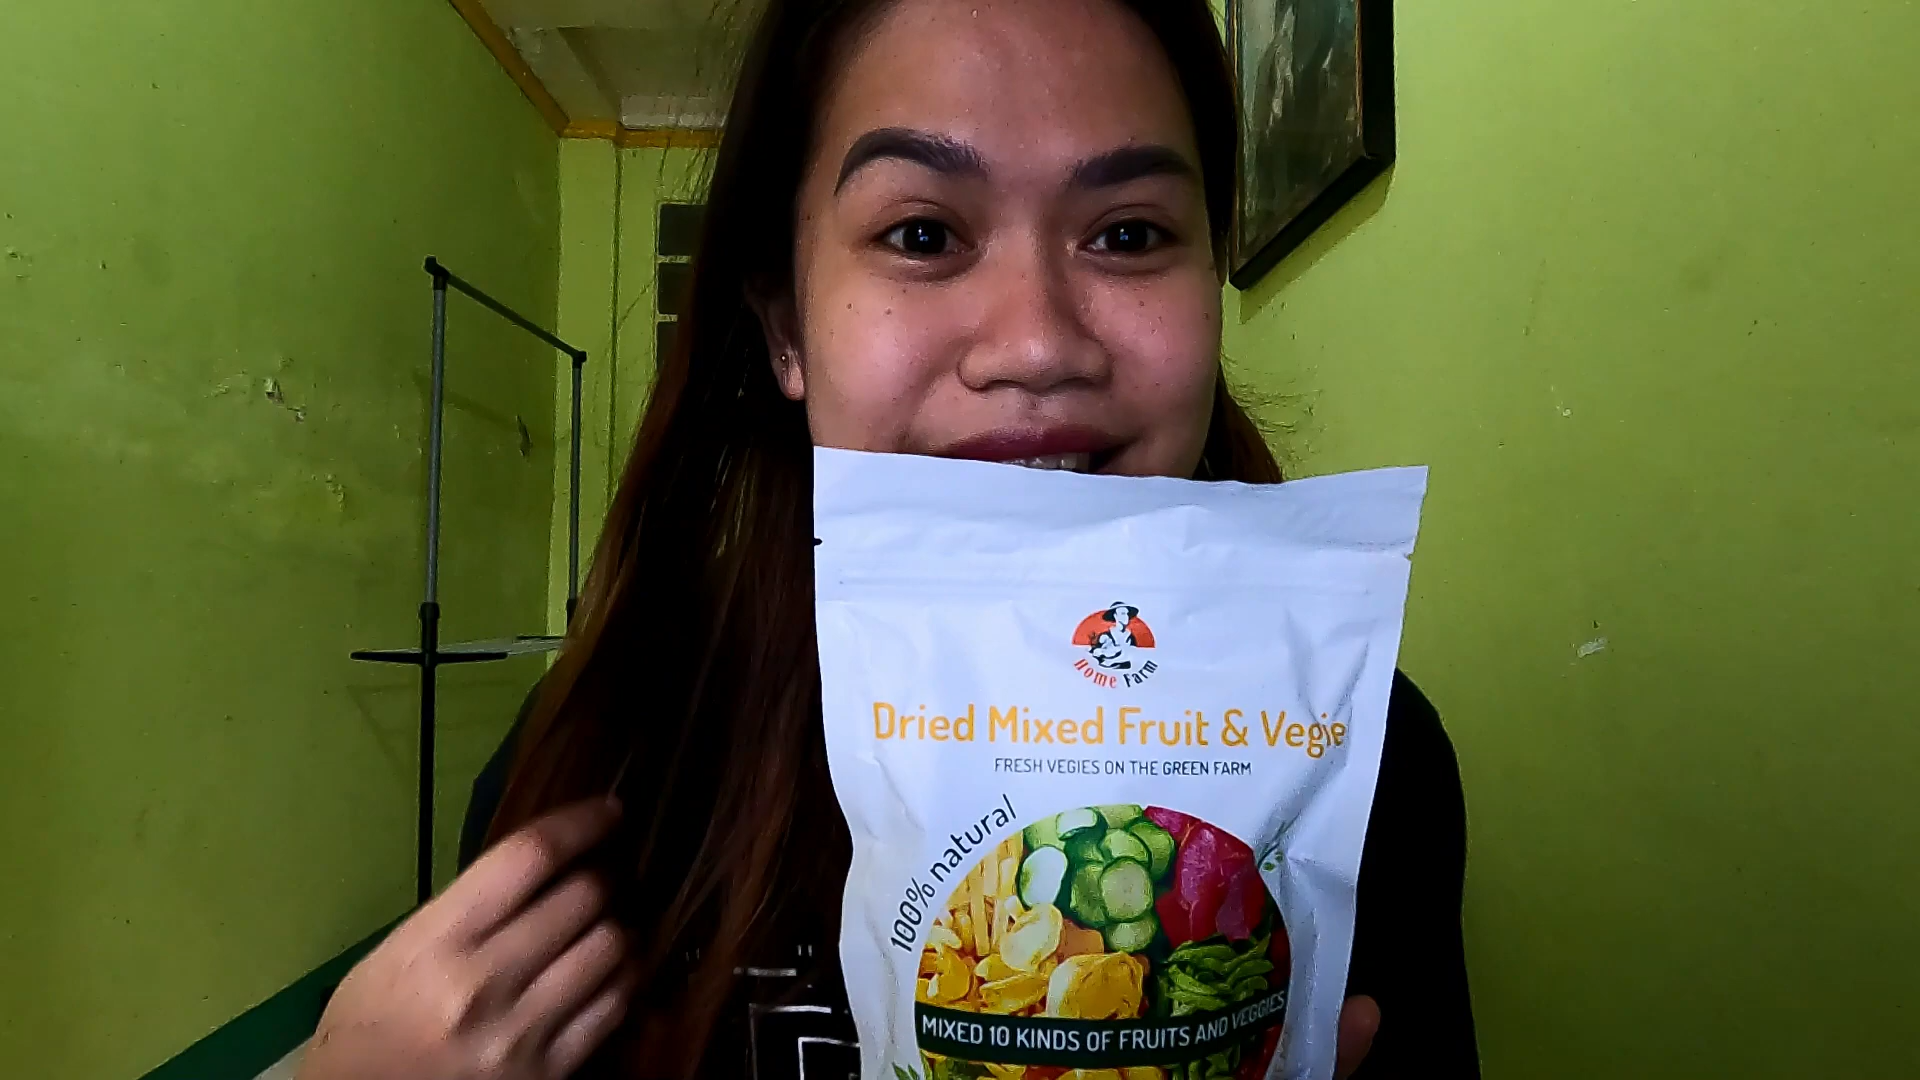 Home Farm
Dried Mixed Fruit & Vegie
FRESH VEGIES ON THE GREEN FARM
100% natural
MIXED 10 KINDS OF FRUITS AND VEGGIES